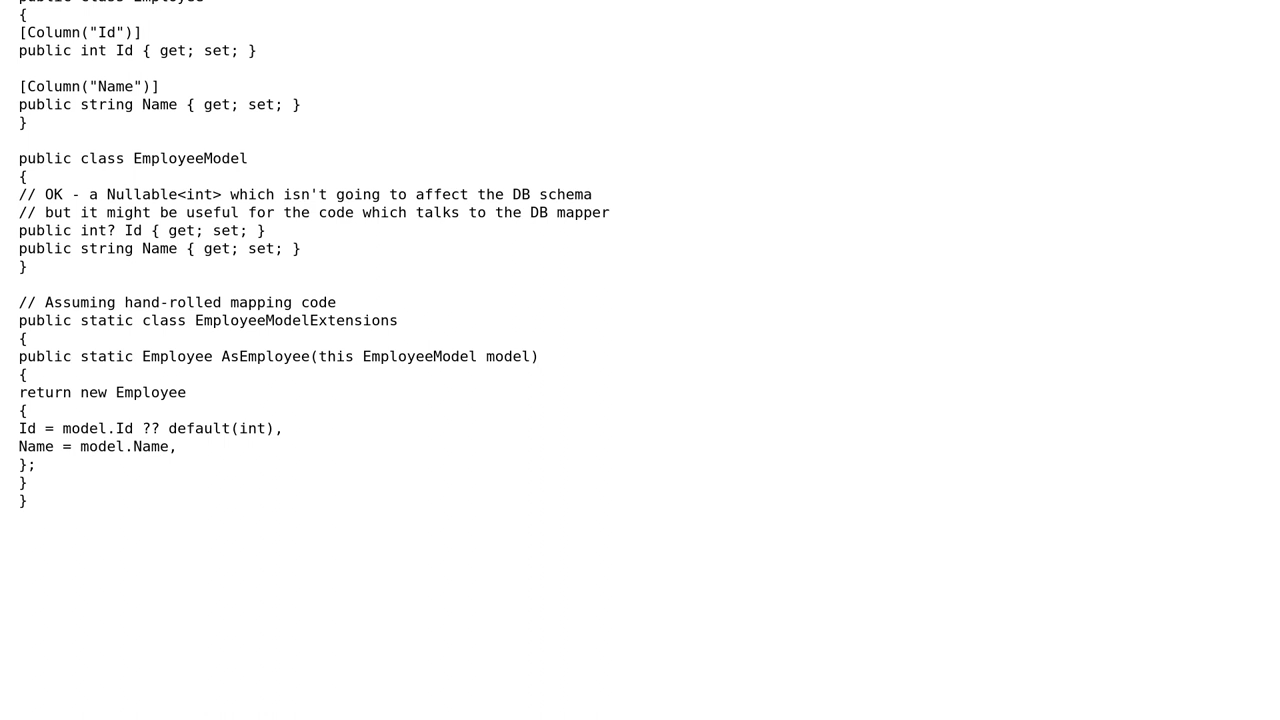 public class Employee
{
[Column("Id")]
public int Id { get; set; }
[Column("Name")]
public string Name { get; set; }
}
public class EmployeeModel
{
// OK - a Nullable<int> which isn't going to affect the DB schema
// but it might be useful for the code which talks to the DB mapper
public int? Id { get; set; }
public string Name { get; set; }
}
// Assuming hand-rolled mapping code
public static class EmployeeModelExtensions
{
public static Employee AsEmployee(this EmployeeModel model)
{
return new Employee
{
Id = model.Id ?? default(int),
Name = model.Name,
};
}
}